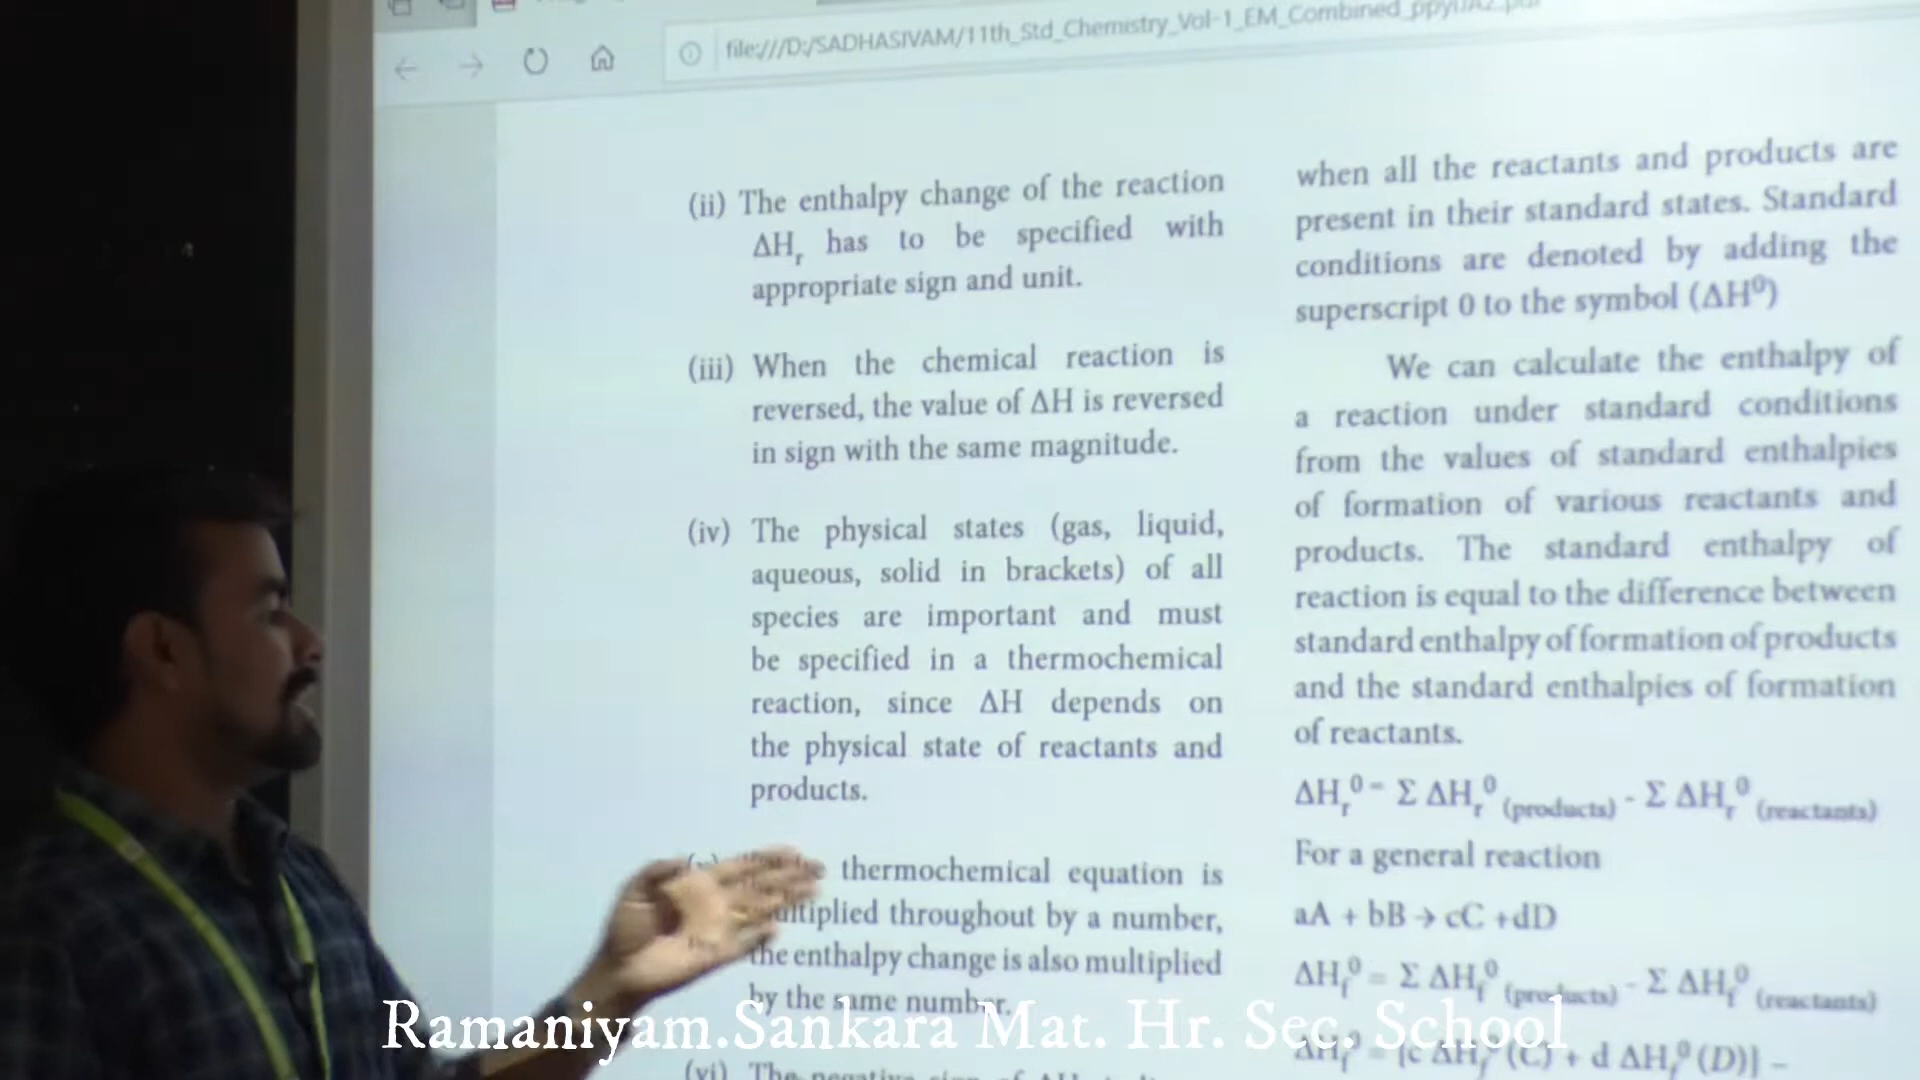 file:///D:/SADHASIVAM/11th_Std_Chemistry_Vol-1_EM_Combined
(ii) The enthalpy change of the reaction
ΔHr has to be specified with
appropriate sign and unit.
(iii) When the chemical reaction is
reversed, the value of ΔH is reversed
in sign with the same magnitude.
(iv) The physical states (gas, liquid,
aqueous, solid in brackets) of all
species are important and must
be specified in a thermochemical
reaction, since ΔH depends on
the physical state of reactants and
products.
thermochemical equation is
multiplied throughout by a number,
the enthalpy change is also multiplied
by the same number.
(vi) The negative sign of ΔH
when all the reactants and products are
present in their standard states. Standard
conditions are denoted by adding the
superscript 0 to the symbol (ΔH⁰)
We can calculate the enthalpy of
a reaction under standard conditions
from the values of standard enthalpies
of formation of various reactants and
products. The standard enthalpy of
reaction is equal to the difference between
standard enthalpy of formation of products
and the standard enthalpies of formation
of reactants.
ΔHr⁰ = Σ ΔHr⁰ (products) - Σ ΔHr⁰ (reactants)
For a general reaction
aA + bB → cC +dD
ΔHf⁰ = Σ ΔHf⁰ (products) - Σ ΔHf⁰ (reactants)
ΔHf⁰ = [c ΔHf⁰ (C) + d ΔHf⁰ (D)] –
Ramaniyam.Sankara Mat. Hr. Sec. School